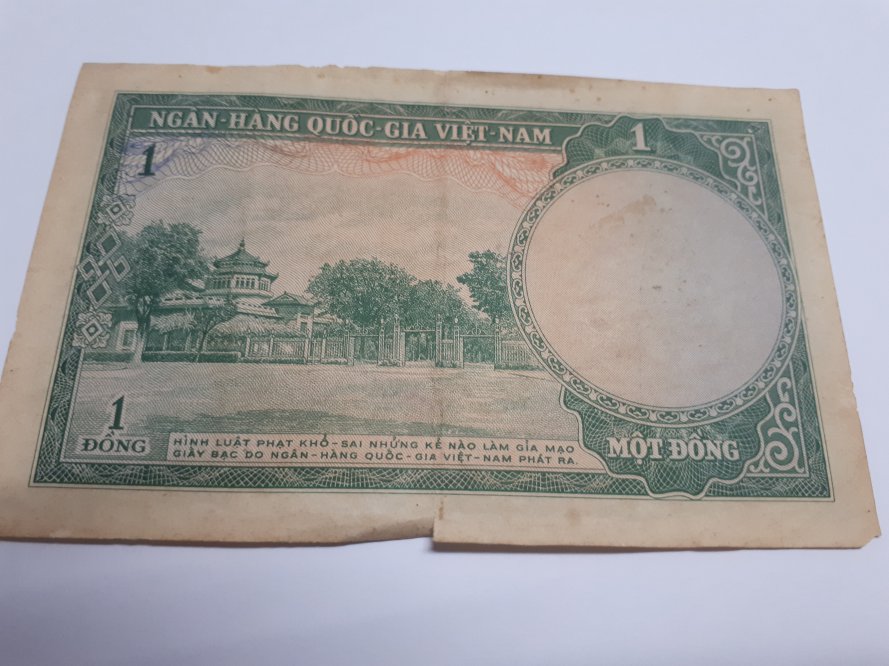 NGÂN-HÀNG QUỐC-GIA VIỆT-NAM
1
1
1
ĐỒNG
HÌNH LUẬT PHẠT KHỔ-SAI NHỮNG KẺ NÀO LÀM GIẢ MẠO
GIẤY BẠC DO NGÂN-HÀNG QUỐC-GIA VIỆT-NAM PHÁT RA.
MỘT ĐỒNG